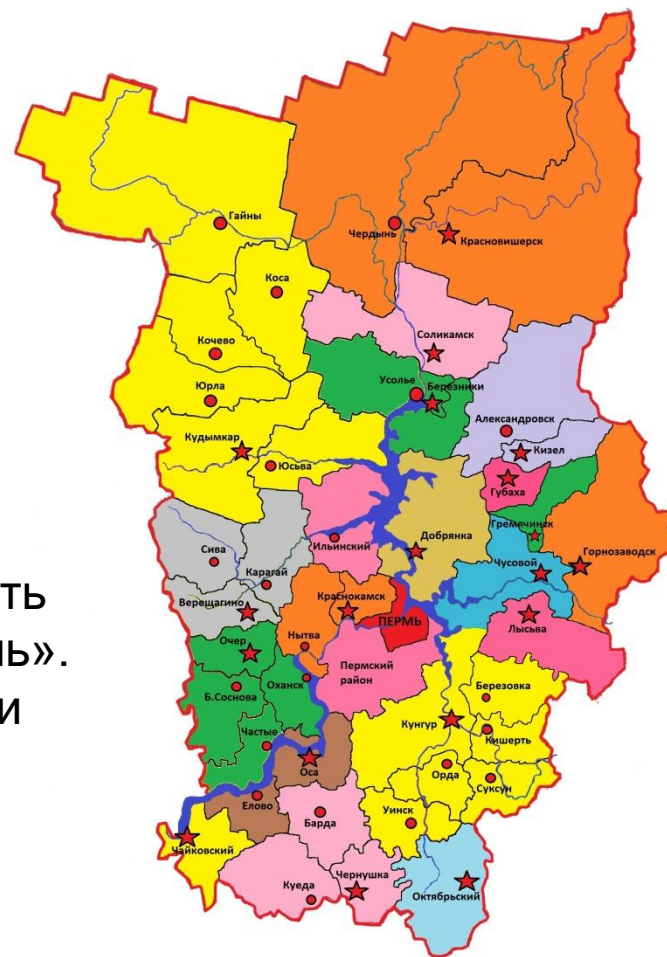 Гайны
Чердынь
Красновишерск
Коса
Соликамск
Кочево
Усолье
Березники
Юрла
Александровск
Кудымкар
Кизел
Юсьва
Губаха
Гремячинск
Ильинский
Добрянка
Горнозаводск
Сива
Чусовой
Карагай
ть
Краснокамск
Верещагино
ПЕРМЬ
Лысьва
Очер
Нытва
нь».
Пермский
район
Оханск
Березовка
Б.Соснова
и
Кунгур
Частые
Кишерть
Оса
Орда
Суксун
Елово
Барда
Уинск
Чайковский
Куеда
Чернушка
Октябрьский